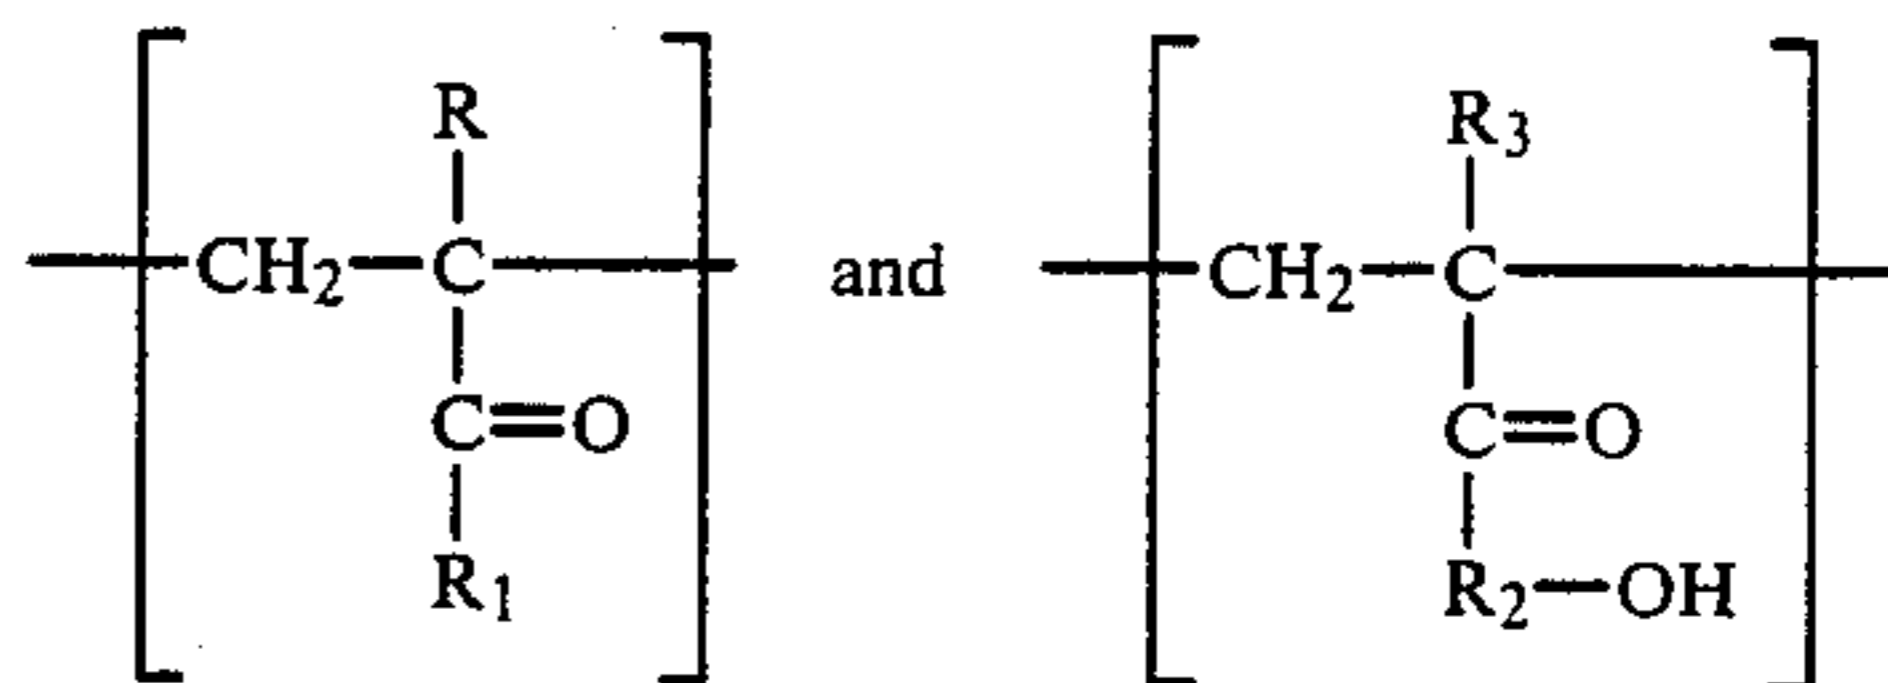 R R₃
CH₂—C and CH₂—C
C=O C=O
R₁ R₂—OH